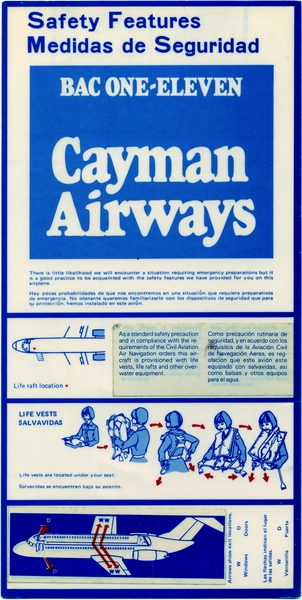 Safety Features
Medidas de Seguridad
BAC ONE-ELEVEN
Cayman
Airways
There is little likelihood we will encounter a situation requiring emergency preparations but it
is a good practice to be acquainted with the safety features we have provided for you on this
airplane.
Hay pocas probabilidades de que nos encontremos en una situación que requiera preparativos
de emergencia. No obstante queremos familiarizarlo con los dispositivos de seguridad que para
su protección, hemos instalado en este avión.
Life raft location
As a standard safety precaution
and in compliance with the re-
quirements of the Civil Aviation
Air Navigation orders this air-
craft is provisioned with life
vests, life rafts and other over-
water equipment.
Como precaución rutinaria de
seguridad, y en acuerdo con los
requisitos de la Aviación Civil
de Navegación Aerea, es reg-
ulación que este avión este
equipado con salvavidas, así
como balsas y otros equipos
para el agua.
LIFE VESTS
SALVAVIDAS
Life vests are located under your seat.
Salvavidas se encuentran bajo su asiento.
D
W W
D
Arrows show exit locations.
W D
Windows Doors
Las flechas indican el lugar
de las salidas.
W D
Ventanilla Puerta